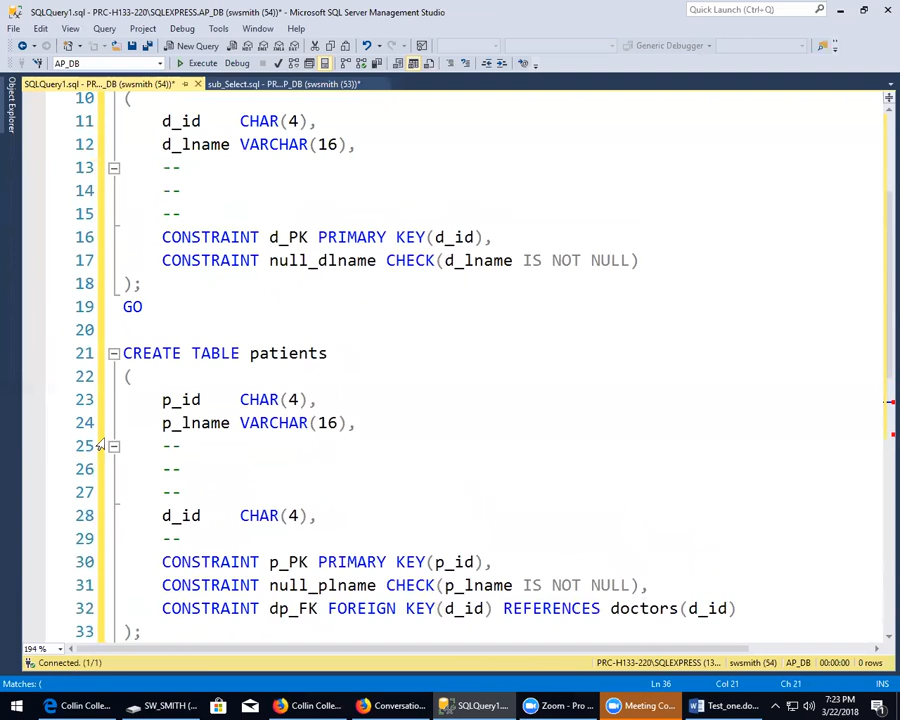 SQLQuery1.sql - PRC-H133-220\SQLEXPRESS.AP_DB (swsmith (54))* - Microsoft SQL Server Management Studio
Quick Launch (Ctrl+Q)
File Edit View Query Project Debug Tools Window Help
New Query
Generic Debugger
AP_DB
Execute Debug
SQLQuery1.sql - PR..._DB (swsmith (54))*
sub_Select.sql - PR...P_DB (swsmith (53))*
Object Explorer
10 (
11 d_id CHAR(4),
12 d_lname VARCHAR(16),
13 --
14 --
15 --
16 CONSTRAINT d_PK PRIMARY KEY(d_id),
17 CONSTRAINT null_dlname CHECK(d_lname IS NOT NULL)
18 );
19 GO
20
21 CREATE TABLE patients
22 (
23 p_id CHAR(4),
24 p_lname VARCHAR(16),
25 --
26 --
27 --
28 d_id CHAR(4),
29 --
30 CONSTRAINT p_PK PRIMARY KEY(p_id),
31 CONSTRAINT null_plname CHECK(p_lname IS NOT NULL),
32 CONSTRAINT dp_FK FOREIGN KEY(d_id) REFERENCES doctors(d_id)
33 );
194 %
Connected. (1/1)
PRC-H133-220\SQLEXPRESS (13... swsmith (54) AP_DB 00:00:00 0 rows
Matches: (
Ln 36 Col 21 Ch 21 INS
Collin Colle...
SW_SMITH (...
Collin Colle...
Conversatio...
SQLQuery1....
Zoom - Pro ...
Meeting Co...
Test_one.do...
7:23 PM
3/22/2018